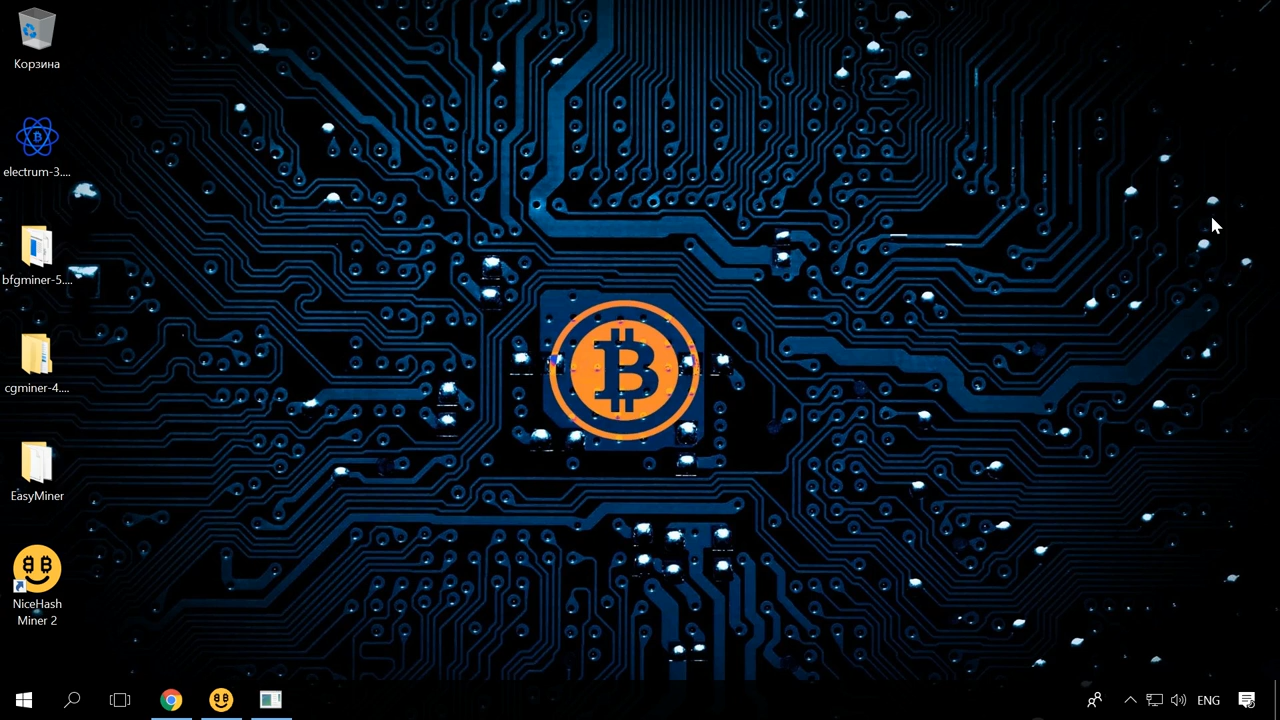 Корзина
electrum-3....
bfgminer-5....
cgminer-4....
EasyMiner
NiceHash
Miner 2
ENG